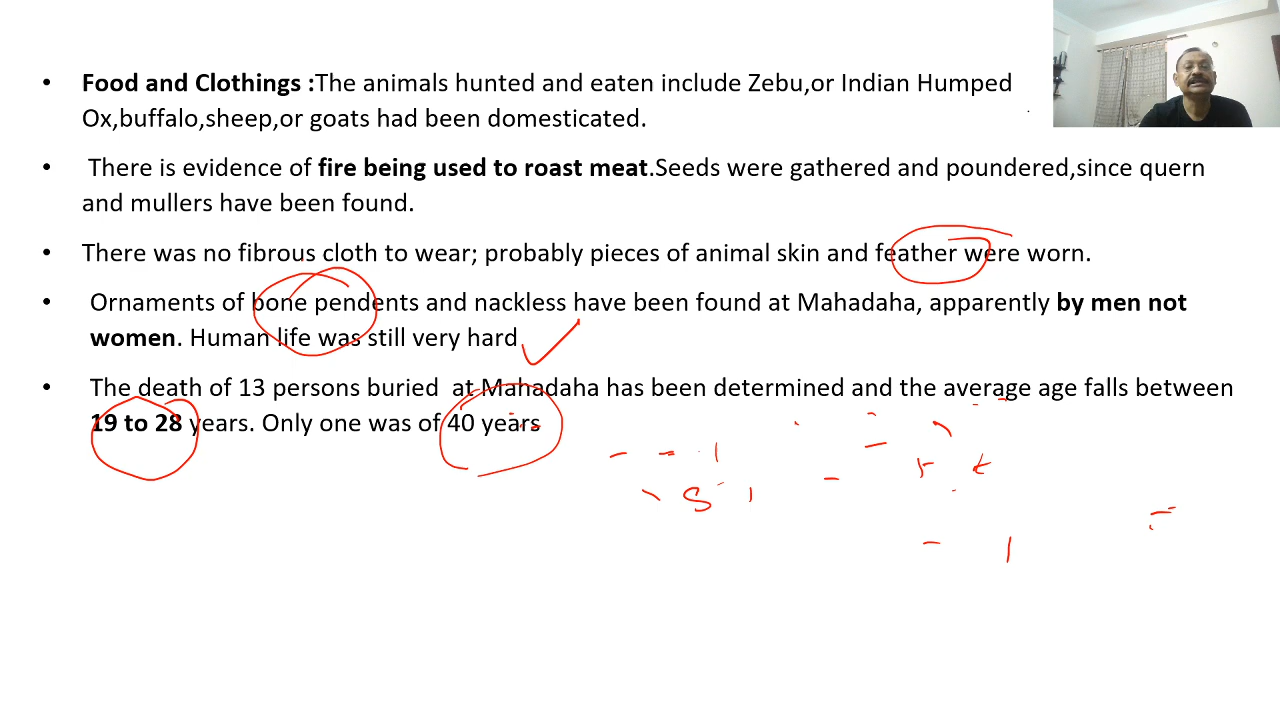 • Food and Clothings :The animals hunted and eaten include Zebu,or Indian Humped
Ox,buffalo,sheep,or goats had been domesticated.
• There is evidence of fire being used to roast meat.Seeds were gathered and poundered,since quern
and mullers have been found.
There was no fibrous cloth to wear; probably pieces of animal skin and feather were worn.
• Ornaments of bone pendents and nackless have been found at Mahadaha, apparently by men not
women. Human life was still very hard
• The death of 13 persons buried at Mahadaha has been determined and the average age falls between
19 to 28 years. Only one was of 40 years